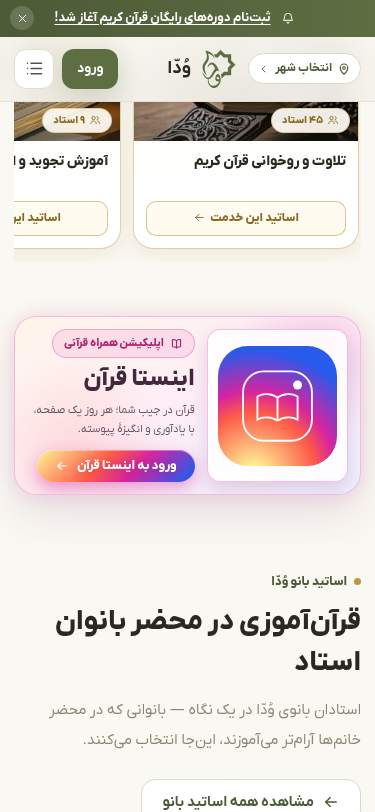 ثبت‌نام دوره‌های رایگان قرآن کریم آغاز شد!
انتخاب شهر
وُدّا
ورود
۴۵ استاد
۹ استاد
تلاوت و روخوانی قرآن کریم
آموزش تجوید و ا
اساتید این خدمت
اساتید این
اپلیکیشن همراه قرآنی
اینستا قرآن
قرآن در جیب شما؛ هر روز یک صفحه،
با یادآوری و انگیزهٔ پیوسته.
ورود به اینستا قرآن
اساتید بانو وُدّا
قرآن‌آموزی در محضر بانوان
استاد
استادان بانوی وُدّا در یک نگاه — بانوانی که در محضر
خانم‌ها آرام‌تر می‌آموزند، این‌جا انتخاب می‌کنند.
مشاهده همه اساتید بانو